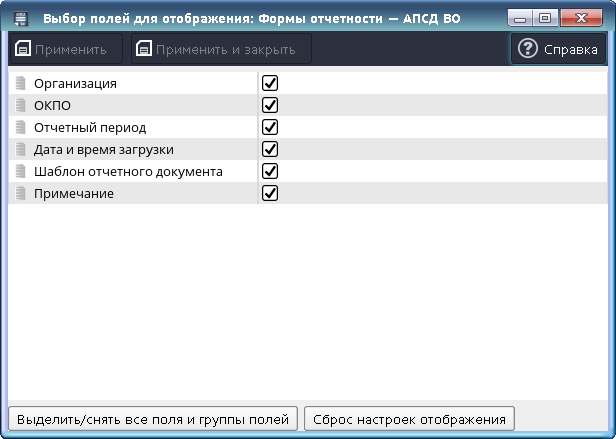 Выбор полей для отображения: Формы отчетности — АПСД ВО
Применить Применить и закрыть Справка
Организация
ОКПО
Отчетный период
Дата и время загрузки
Шаблон отчетного документа
Примечание
Выделить/снять все поля и группы полей Сброс настроек отображения